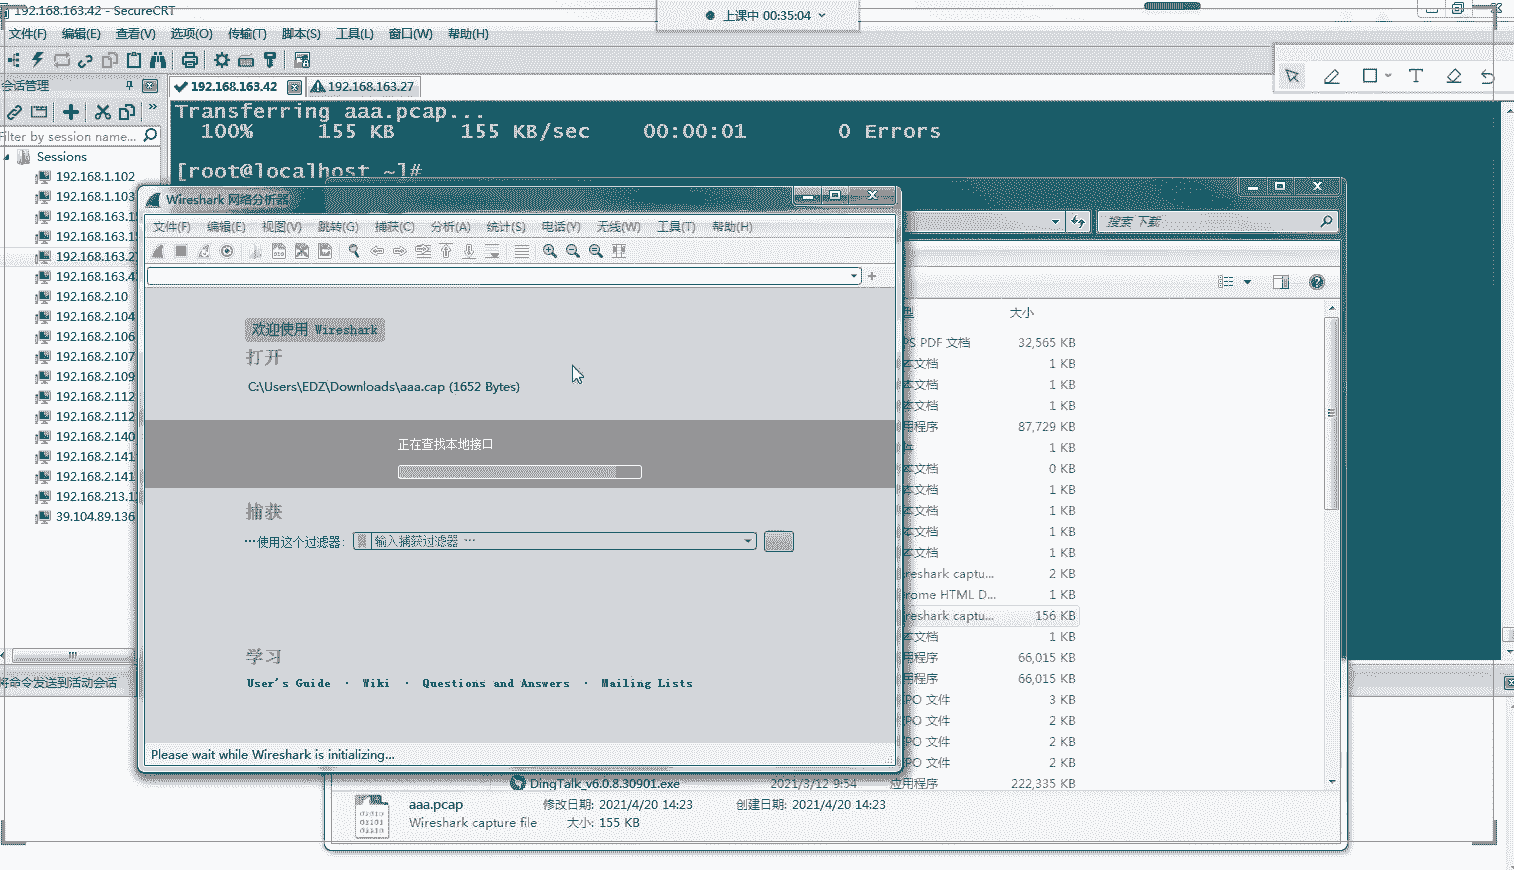 192.168.163.42 - SecureCRT
上课中 00:35:04
文件(F) 编辑(E) 查看(V) 选项(O) 传输(T) 脚本(S) 工具(L) 窗口(W) 帮助(H)
会话管理
192.168.163.42
192.168.163.27
Filter by session name...
Transferring aaa.pcap...
100% 155 KB 155 KB/sec 00:00:01 0 Errors
[root@localhost ~]#
Sessions
192.168.1.102
192.168.1.103
192.168.163.1
192.168.163.1
192.168.163.2
192.168.163.4
192.168.2.10
192.168.2.104
192.168.2.106
192.168.2.107
192.168.2.109
192.168.2.112
192.168.2.112
192.168.2.140
192.168.2.141
192.168.2.141
192.168.213.1
39.104.89.136
将命令发送到活动会话
Wireshark 网络分析器
文件(F) 编辑(E) 视图(V) 跳转(G) 捕获(C) 分析(A) 统计(S) 电话(Y) 无线(W) 工具(T) 帮助(H)
欢迎使用 Wireshark
打开
C:\Users\EDZ\Downloads\aaa.cap (1652 Bytes)
正在查找本地接口
捕获
…使用这个过滤器: 输入捕获过滤器 …
学习
User's Guide · Wiki · Questions and Answers · Mailing Lists
Please wait while Wireshark is initializing...
搜索 下载
型 大小
PS PDF 文档 32,565 KB
本文档 1 KB
本文档 1 KB
本文档 1 KB
用程序 87,729 KB
件 1 KB
本文档 0 KB
本文档 1 KB
本文档 1 KB
本文档 1 KB
本文档 1 KB
reshark captu... 2 KB
rome HTML D... 1 KB
reshark captu... 156 KB
本文档 1 KB
用程序 66,015 KB
用程序 66,015 KB
PO 文件 3 KB
PO 文件 2 KB
PO 文件 2 KB
PO 文件 2 KB
DingTalk_v6.0.8.30901.exe 2021/3/12 9:54 应用程序 222,335 KB
aaa.pcap 修改日期: 2021/4/20 14:23 创建日期: 2021/4/20 14:23
Wireshark capture file 大小: 155 KB